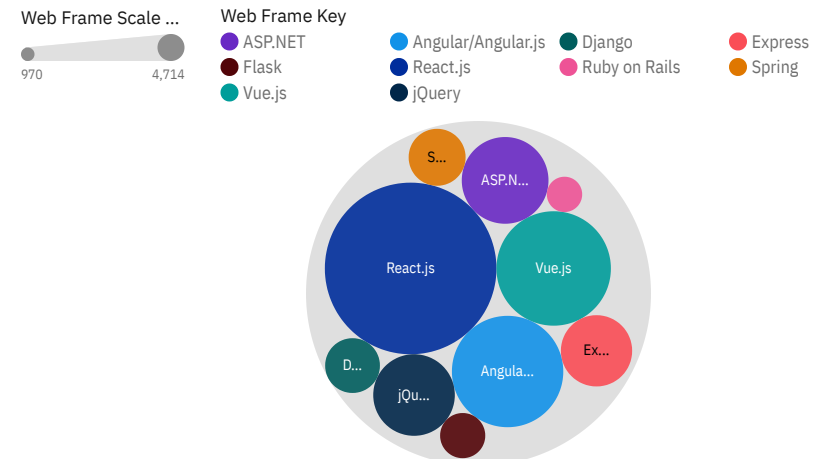 Web Frame Scale ...
970 4,714
Web Frame Key
ASP.NET Angular/Angular.js Django Express
Flask React.js Ruby on Rails Spring
Vue.js jQuery
S...
ASP.N...
React.js
Vue.js
Ex...
D...
Angula...
jQu...